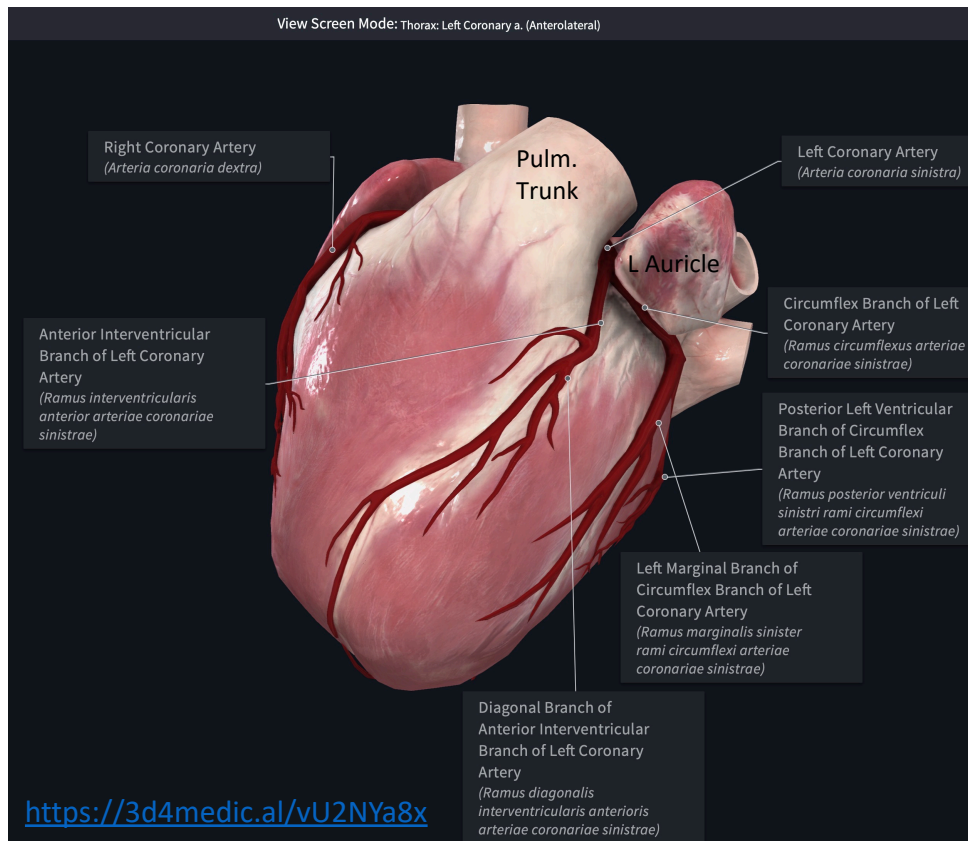 View Screen Mode: Thorax: Left Coronary a. (Anterolateral)
Right Coronary Artery
(Arteria coronaria dextra)
Pulm.
Trunk
Left Coronary Artery
(Arteria coronaria sinistra)
L Auricle
Anterior Interventricular
Branch of Left Coronary
Artery
(Ramus interventricularis
anterior arteriae coronariae
sinistrae)
Circumflex Branch of Left
Coronary Artery
(Ramus circumflexus arteriae
coronariae sinistrae)
Posterior Left Ventricular
Branch of Circumflex
Branch of Left Coronary
Artery
(Ramus posterior ventriculi
sinistri rami circumflexi
arteriae coronariae sinistrae)
Left Marginal Branch of
Circumflex Branch of Left
Coronary Artery
(Ramus marginalis sinister
rami circumflexi arteriae
coronariae sinistrae)
Diagonal Branch of
Anterior Interventricular
Branch of Left Coronary
Artery
(Ramus diagonalis
interventricularis anterioris
arteriae coronariae sinistrae)
https://3d4medic.al/vU2NYa8x